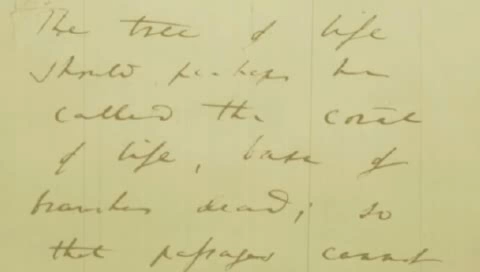 The tree of life
should perhaps be
called the coral
of life, base of
branches dead; so
that passages cannot